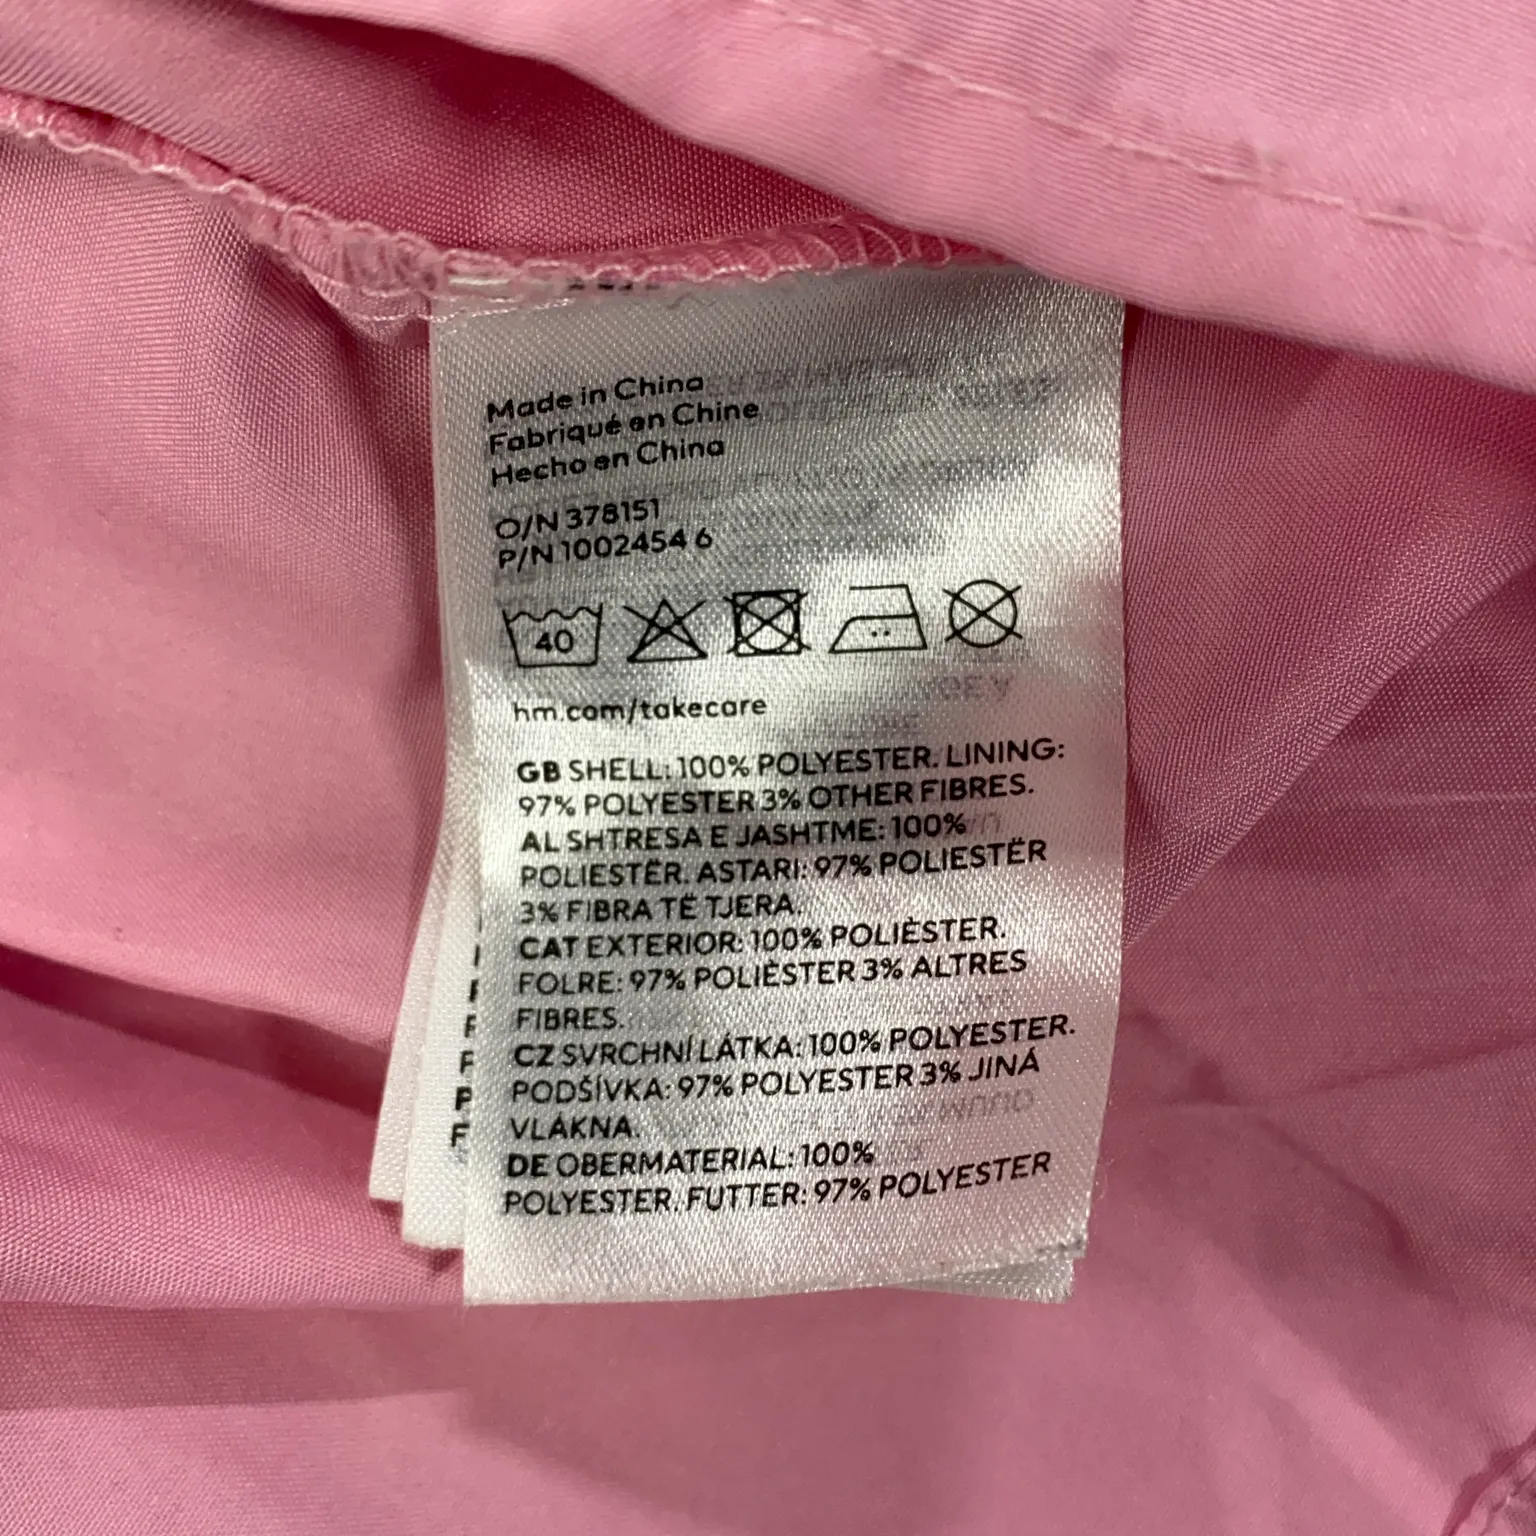 Made in China
Fabriqué en Chine
Hecho en China
O/N 378151
P/N 1002454 6
40
hm.com/takecare
GB SHELL: 100% POLYESTER. LINING:
97% POLYESTER 3% OTHER FIBRES.
AL SHTRESA E JASHTME: 100%
POLIESTËR. ASTARI: 97% POLIESTËR
3% FIBRA TË TJERA.
CAT EXTERIOR: 100% POLIÈSTER.
FOLRE: 97% POLIÈSTER 3% ALTRES
FIBRES.
CZ SVRCHNÍ LÁTKA: 100% POLYESTER.
PODŠÍVKA: 97% POLYESTER 3% JINÁ
VLÁKNA.
DE OBERMATERIAL: 100%
POLYESTER. FUTTER: 97% POLYESTER